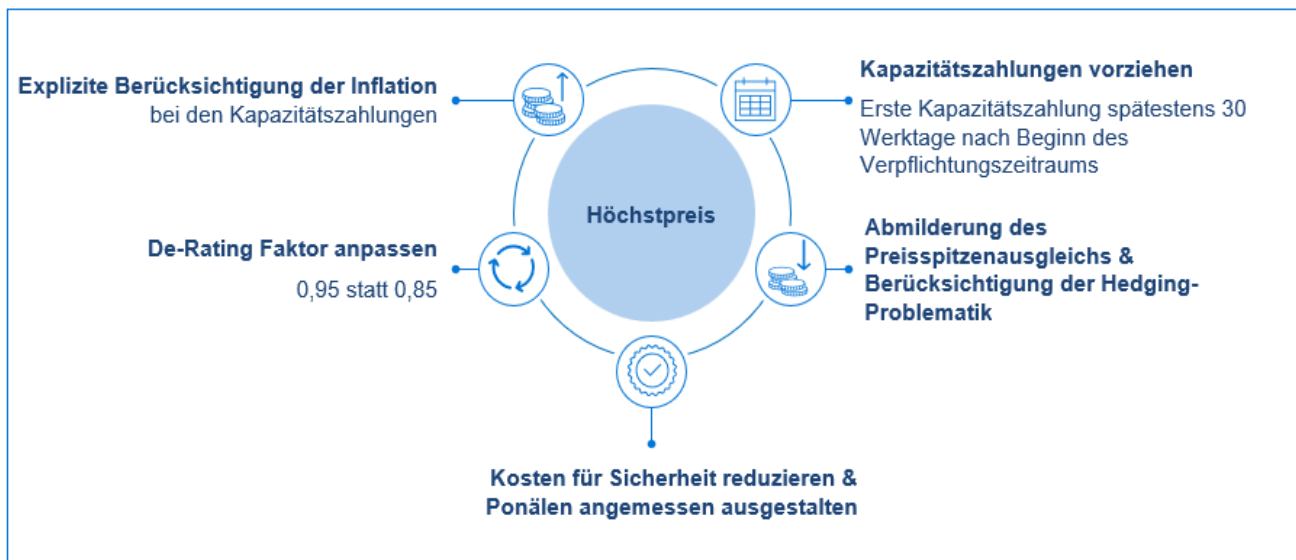 Explizite Berücksichtigung der Inflation
bei den Kapazitätszahlungen
Kapazitätszahlungen vorziehen
Erste Kapazitätszahlung spätestens 30
Werktage nach Beginn des
Verpflichtungszeitraums
Höchstpreis
De-Rating Faktor anpassen
0,95 statt 0,85
Abmilderung des
Preisspitzenausgleichs &
Berücksichtigung der Hedging-
Problematik
Kosten für Sicherheit reduzieren &
Ponälen angemessen ausgestalten